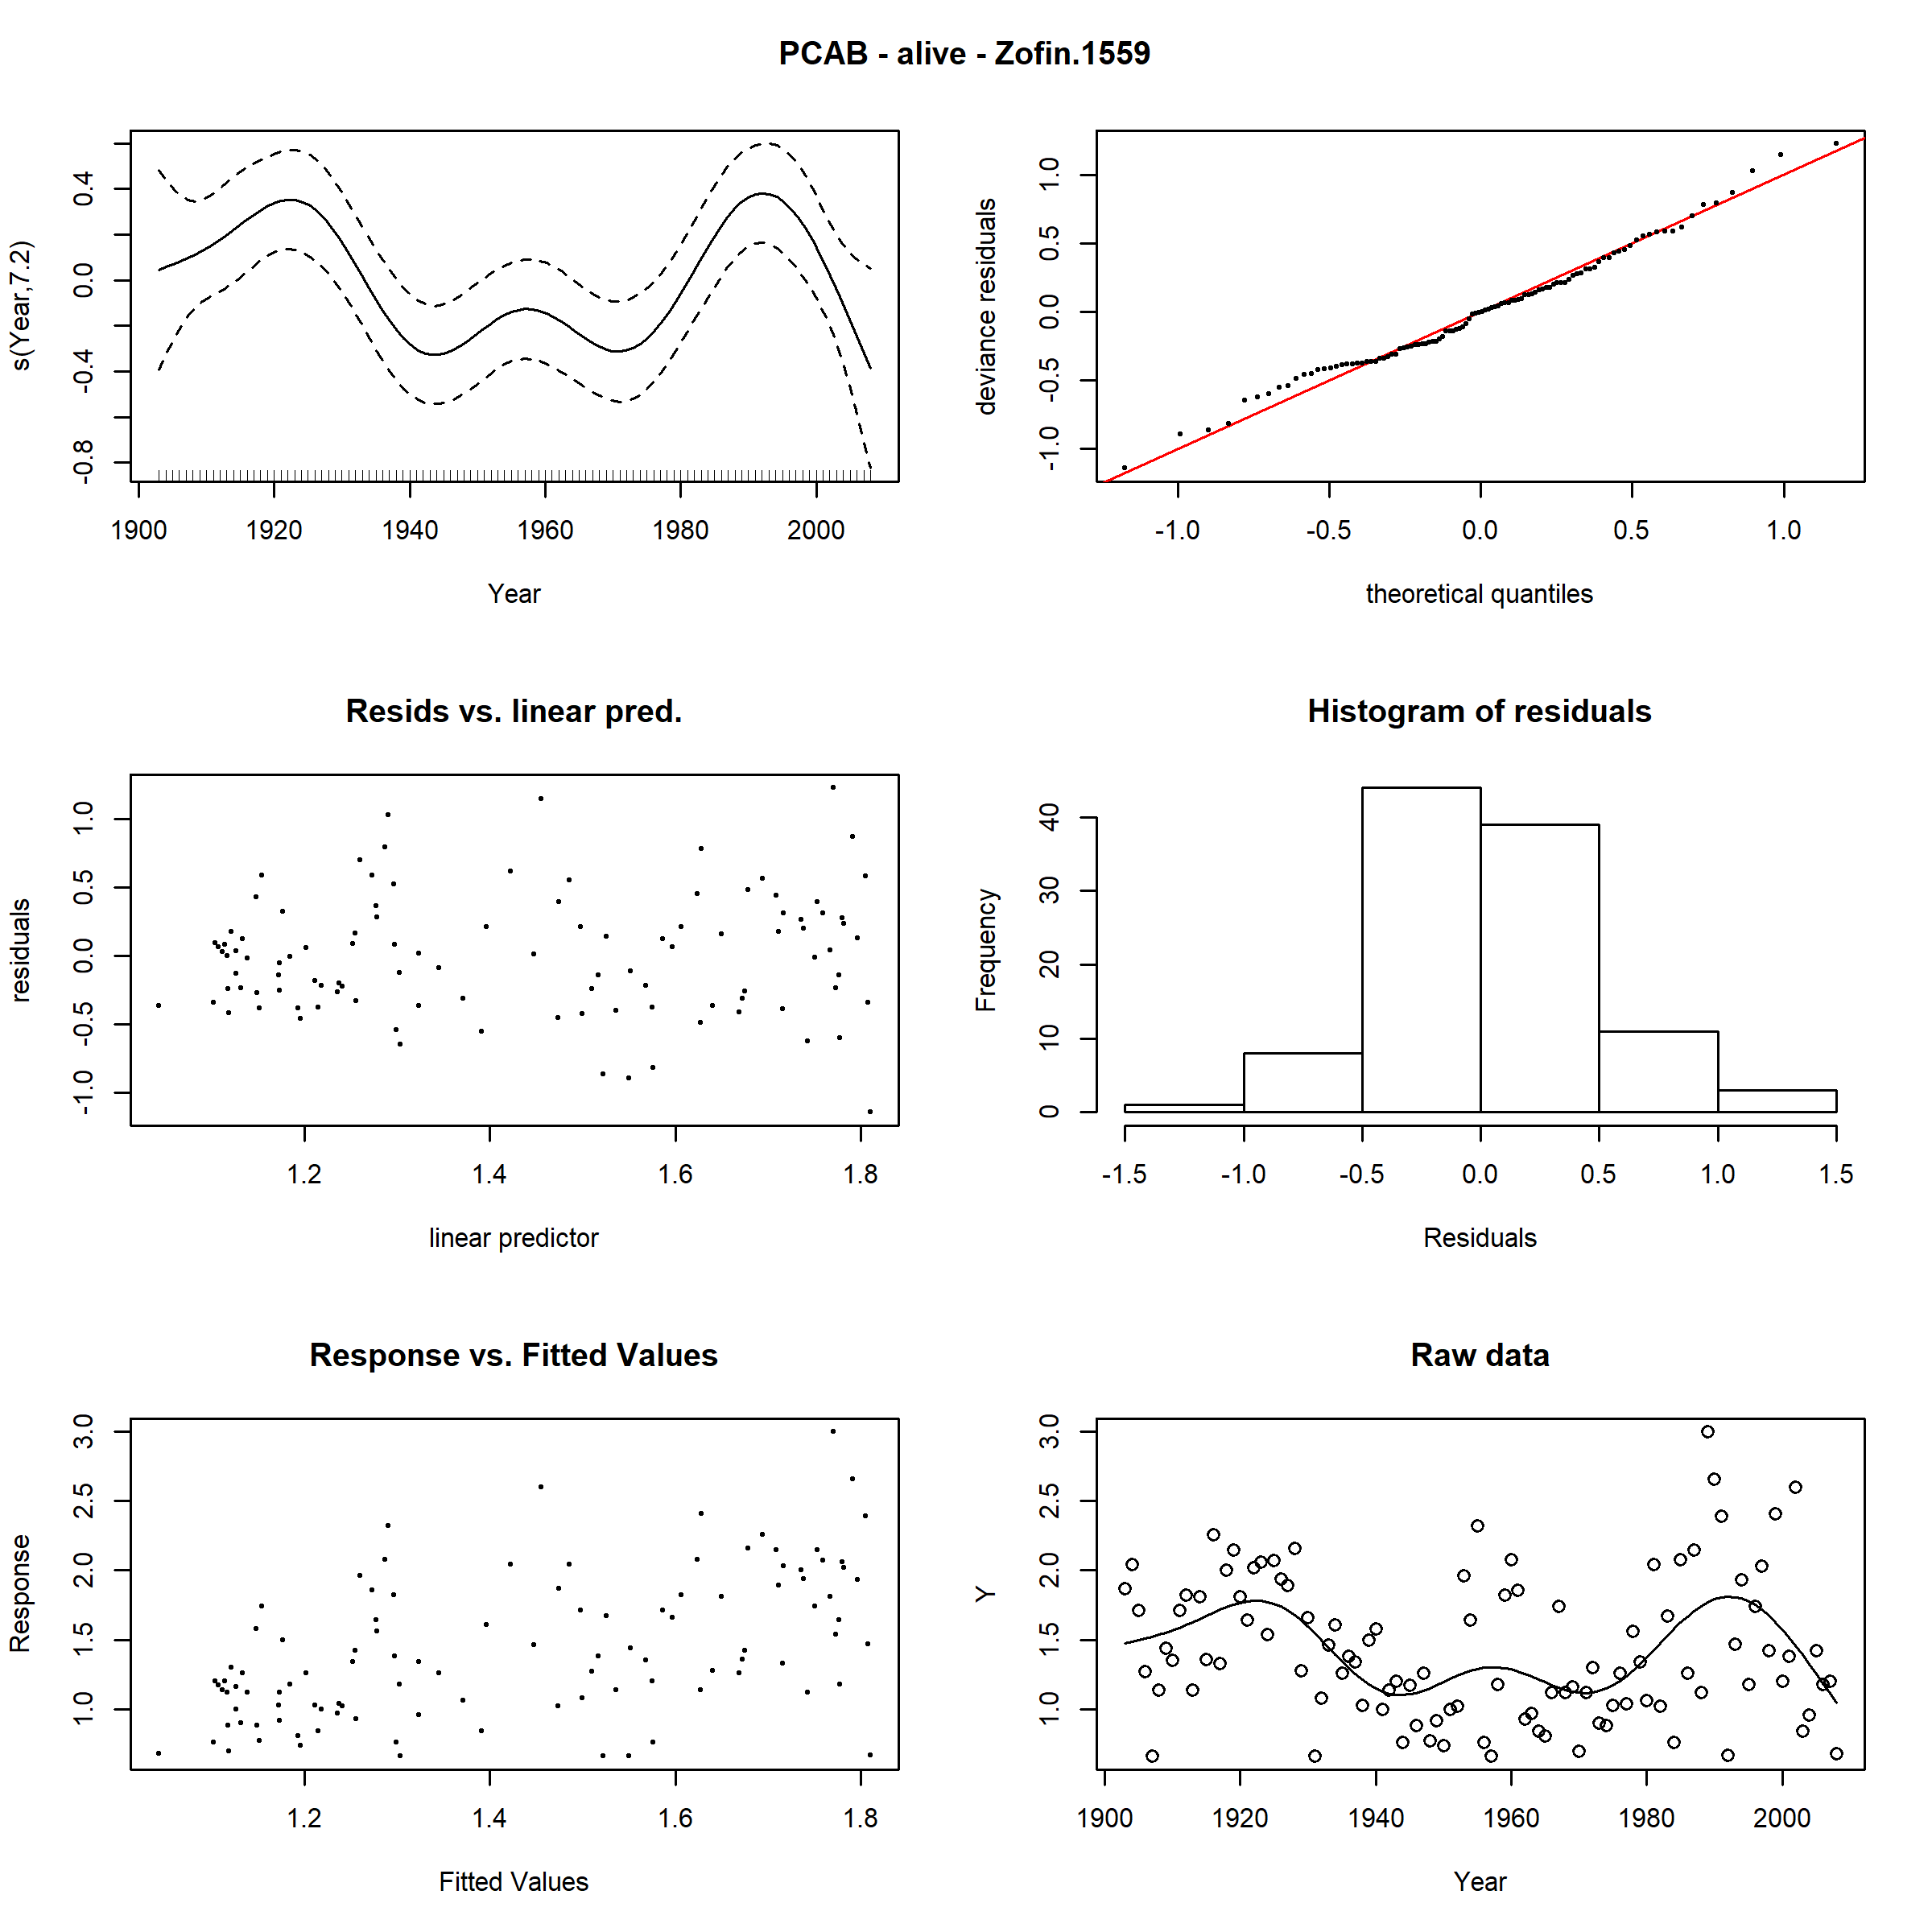 PCAB - alive - Zofin.1559
s(Year,7.2)
0.4
0.0
-0.4
-0.8
1900 1920 1940 1960 1980 2000
Year
deviance residuals
1.0
0.5
0.0
-0.5
-1.0
-1.0 -0.5 0.0 0.5 1.0
theoretical quantiles
Resids vs. linear pred.
residuals
1.0
0.5
0.0
-0.5
-1.0
1.2 1.4 1.6 1.8
linear predictor
Histogram of residuals
Frequency
40
30
20
10
0
-1.5 -1.0 -0.5 0.0 0.5 1.0 1.5
Residuals
Response vs. Fitted Values
Response
3.0
2.5
2.0
1.5
1.0
1.2 1.4 1.6 1.8
Fitted Values
Raw data
Y
3.0
2.5
2.0
1.5
1.0
1900 1920 1940 1960 1980 2000
Year